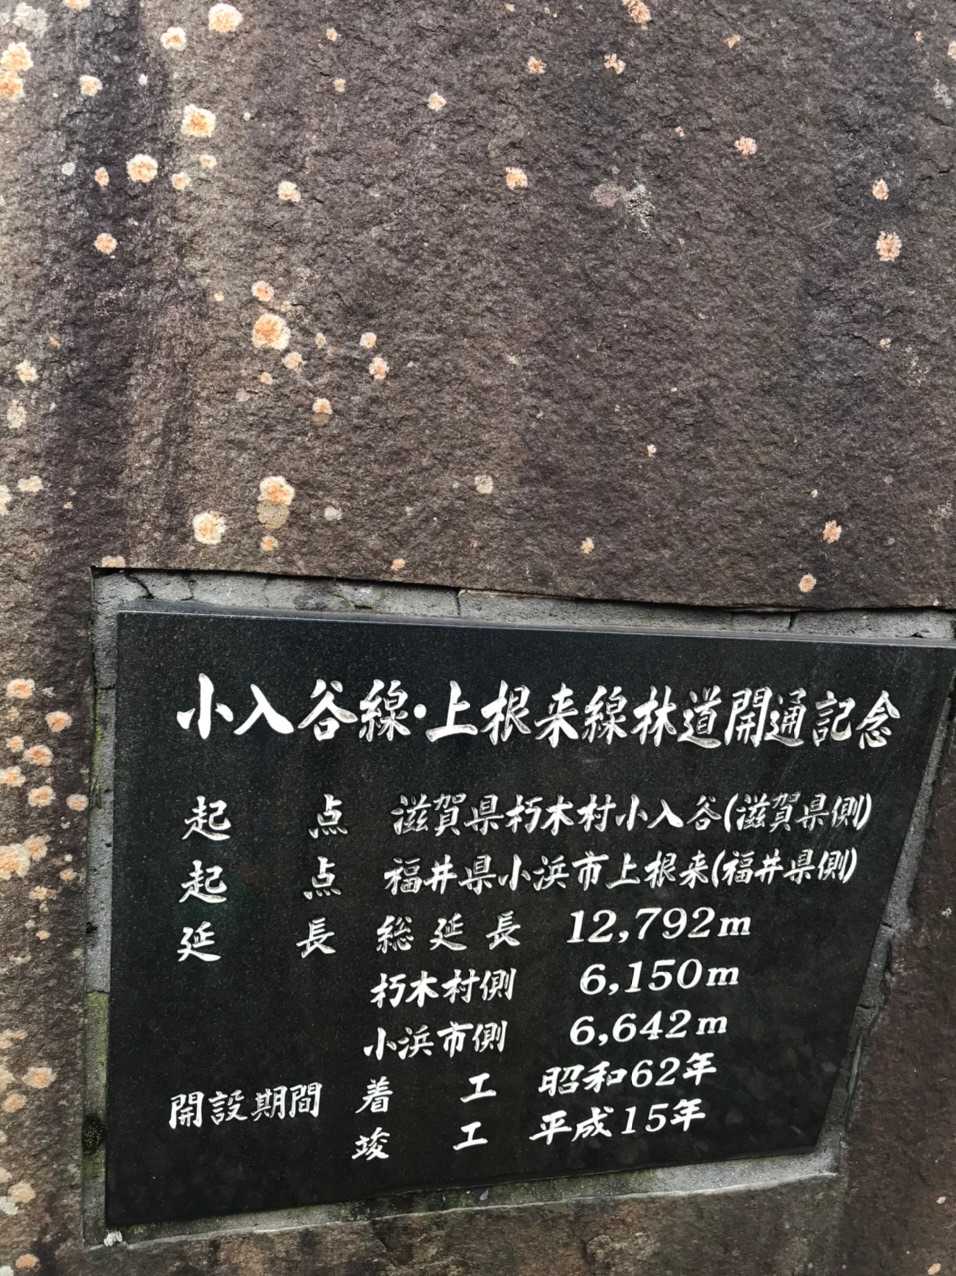 小入谷線・上根来線林道開通記念
起 点 滋賀県朽木村小入谷(滋賀県側)
起 点 福井県小浜市上根来(福井県側)
延 長 総延長 12,792m
朽木村側 6,150m
小浜市側 6,642m
開設期間 着 工 昭和62年
竣 工 平成15年